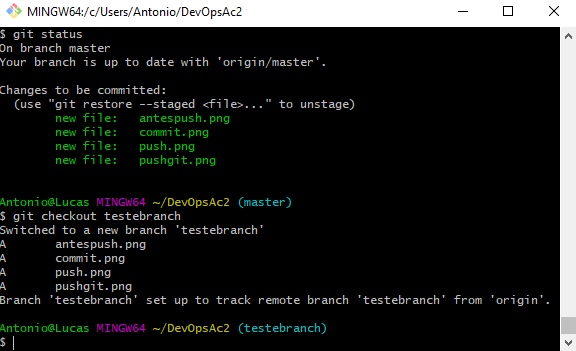 MINGW64:/c/Users/Antonio/DevOpsAc2
$ git status
On branch master
Your branch is up to date with 'origin/master'.
Changes to be committed:
  (use "git restore --staged <file>..." to unstage)
        new file:   antespush.png
        new file:   commit.png
        new file:   push.png
        new file:   pushgit.png
Antonio@Lucas MINGW64 ~/DevOpsAc2 (master)
$ git checkout testebranch
Switched to a new branch 'testebranch'
A       antespush.png
A       commit.png
A       push.png
A       pushgit.png
Branch 'testebranch' set up to track remote branch 'testebranch' from 'origin'.
Antonio@Lucas MINGW64 ~/DevOpsAc2 (testebranch)
$